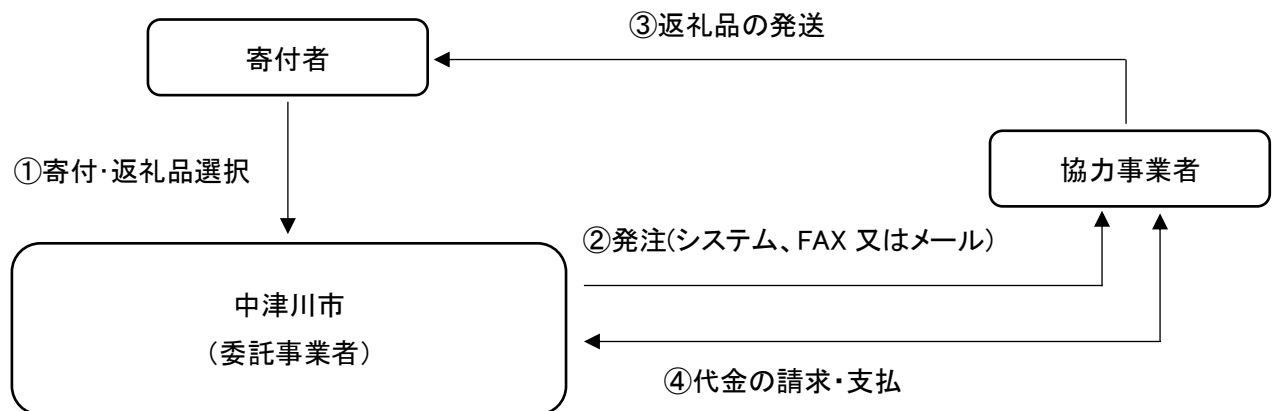 ③返礼品の発送
寄付者
協力事業者
①寄付･返礼品選択
②発注(システム、FAX 又はメール)
中津川市
（委託事業者）
④代金の請求・支払